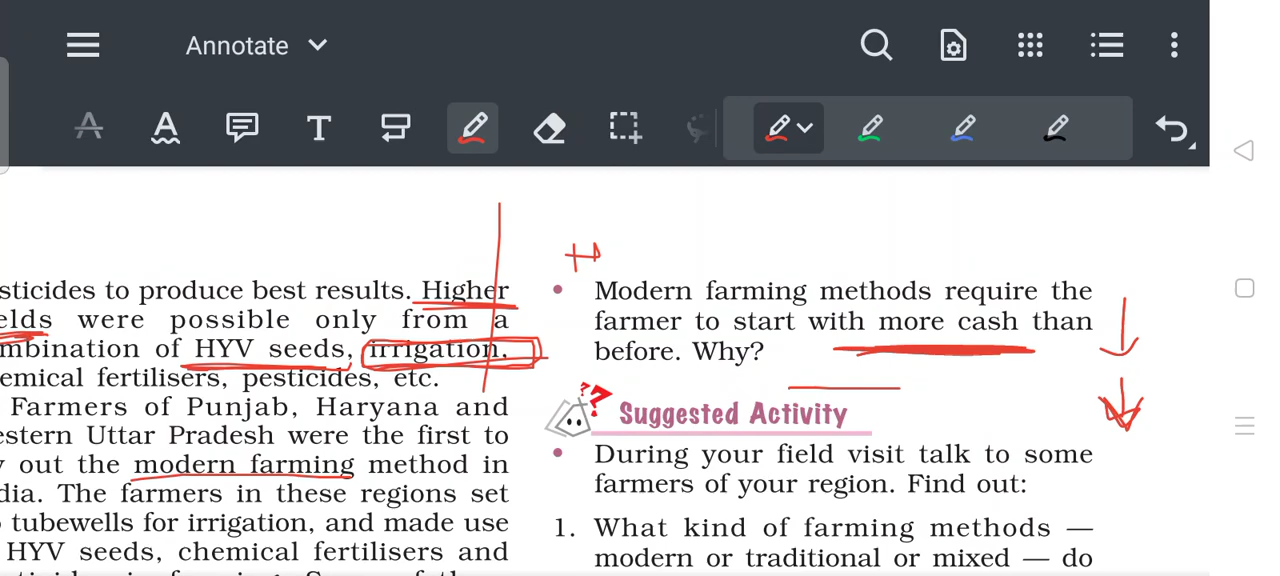 Annotate
sticides to produce best results. Higher
elds were possible only from a
mbination of HYV seeds, irrigation,
emical fertilisers, pesticides, etc.
Farmers of Punjab, Haryana and
estern Uttar Pradesh were the first to
y out the modern farming method in
dia. The farmers in these regions set
tubewells for irrigation, and made use
HYV seeds, chemical fertilisers and
Modern farming methods require the
farmer to start with more cash than
before. Why?
Suggested Activity
During your field visit talk to some
farmers of your region. Find out:
1. What kind of farming methods —
modern or traditional or mixed — do